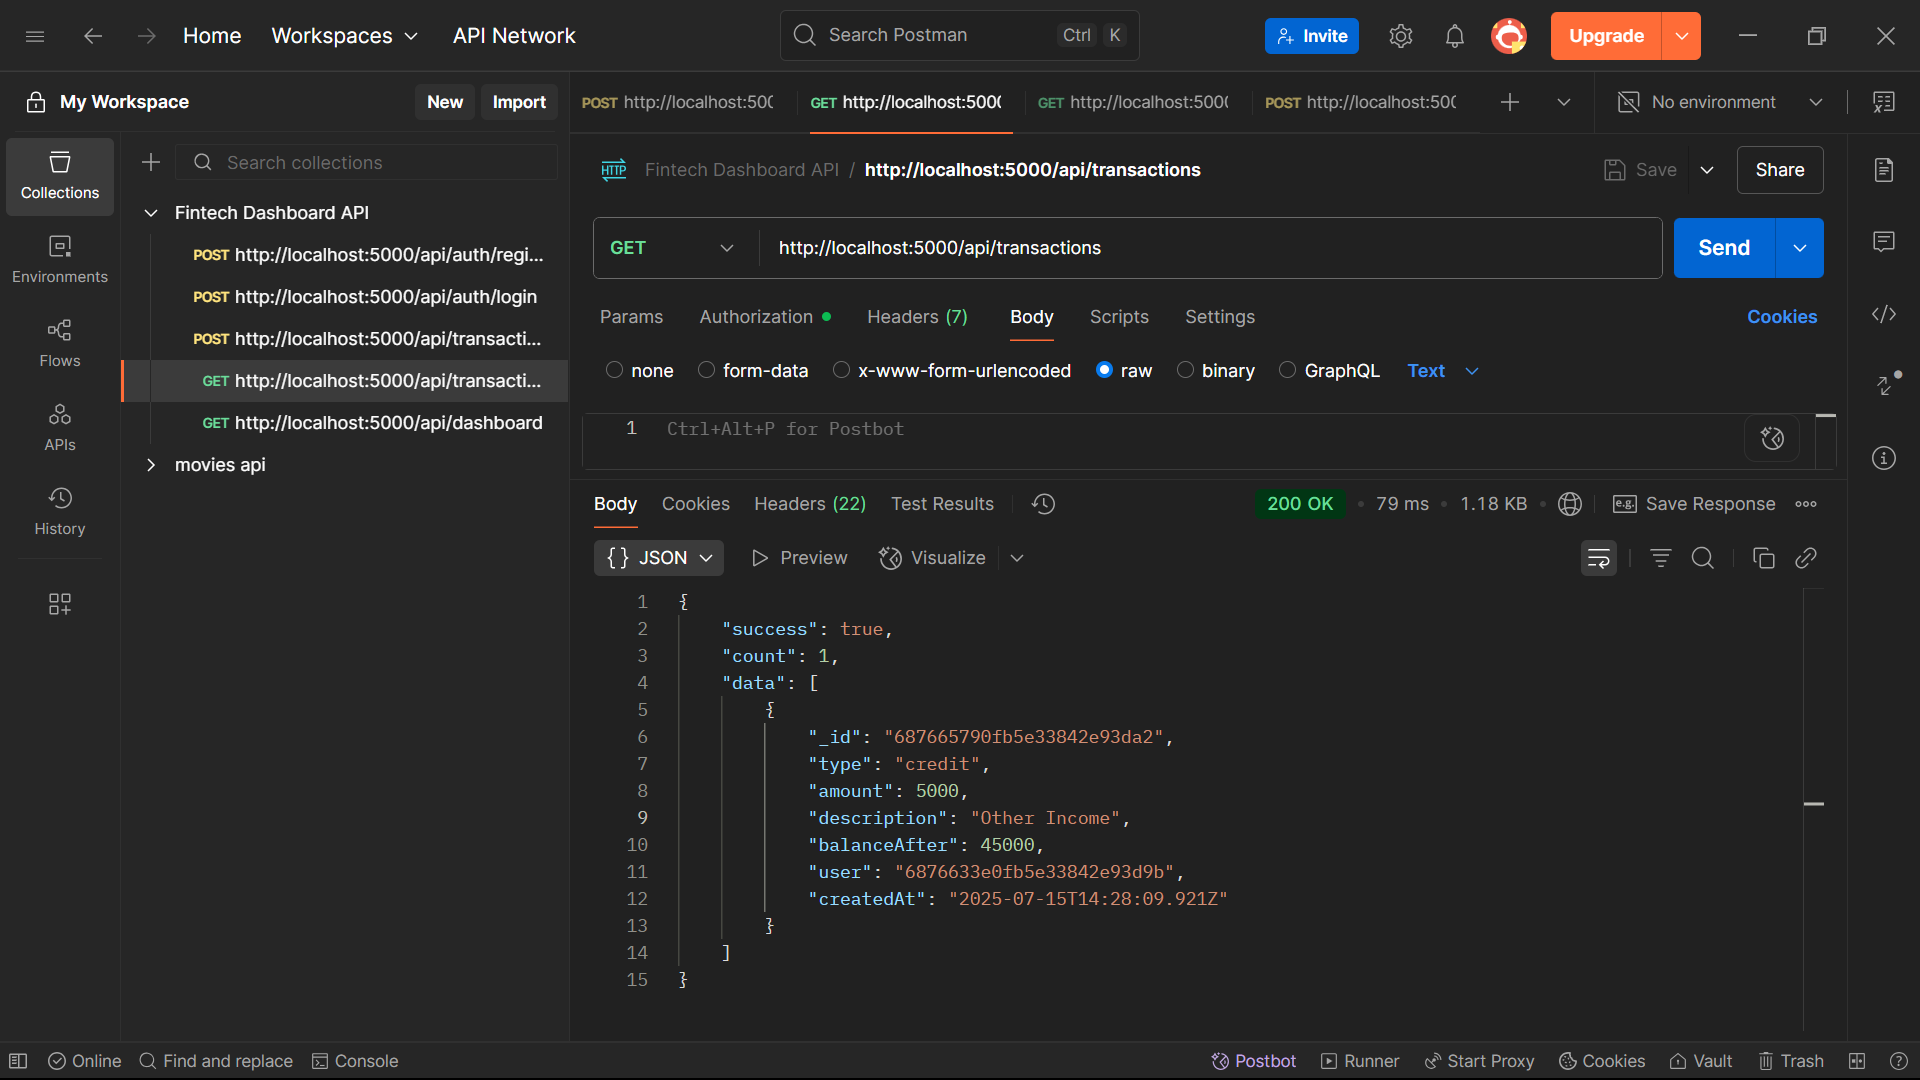 Home Workspaces API Network Search Postman Ctrl K Invite Upgrade
My Workspace New Import
POST http://localhost:500 GET http://localhost:5000 GET http://localhost:500 POST http://localhost:500 No environment
Collections
Environments
Flows
APIs
History
Search collections
Fintech Dashboard API
POST http://localhost:5000/api/auth/regi...
POST http://localhost:5000/api/auth/login
POST http://localhost:5000/api/transacti...
GET http://localhost:5000/api/transacti...
GET http://localhost:5000/api/dashboard
movies api
HTTP Fintech Dashboard API / http://localhost:5000/api/transactions Save Share
GET http://localhost:5000/api/transactions Send
Params Authorization Headers (7) Body Scripts Settings Cookies
none form-data x-www-form-urlencoded raw binary GraphQL Text
1 Ctrl+Alt+P for Postbot
Body Cookies Headers (22) Test Results 200 OK • 79 ms • 1.18 KB • e.g. Save Response
{} JSON Preview Visualize
1 {
2 "success": true,
3 "count": 1,
4 "data": [
5 {
6 "_id": "687665790fb5e33842e93da2",
7 "type": "credit",
8 "amount": 5000,
9 "description": "Other Income",
10 "balanceAfter": 45000,
11 "user": "6876633e0fb5e33842e93d9b",
12 "createdAt": "2025-07-15T14:28:09.921Z"
13 }
14 ]
15 }
Online Find and replace Console Postbot Runner Start Proxy Cookies Vault Trash